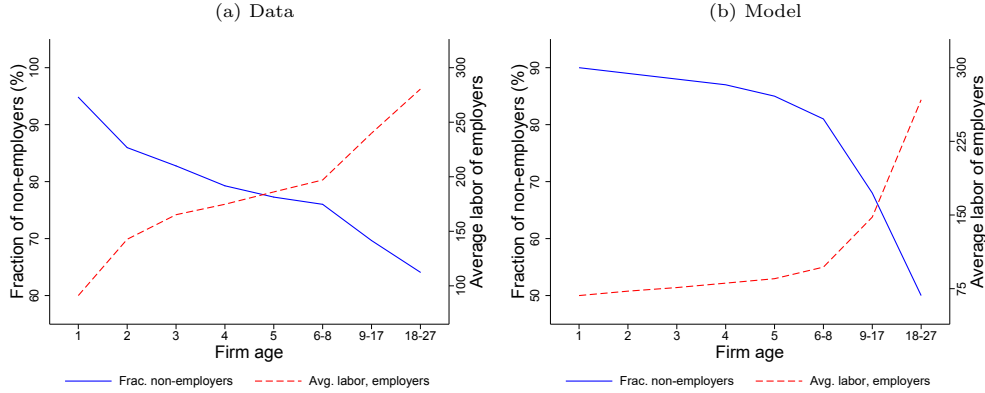 (a) Data
Fraction of non-employers (%)
100
90
80
70
60
300
250
200
150
100
Average labor of employers
1 2 3 4 5 6-8 9-17 18-27
Firm age
Frac. non-employers Avg. labor, employers
(b) Model
Fraction of non-employers (%)
90
80
70
60
50
300
225
150
75
Average labor of employers
1 2 3 4 5 6-8 9-17 18-27
Firm age
Frac. non-employers Avg. labor, employers